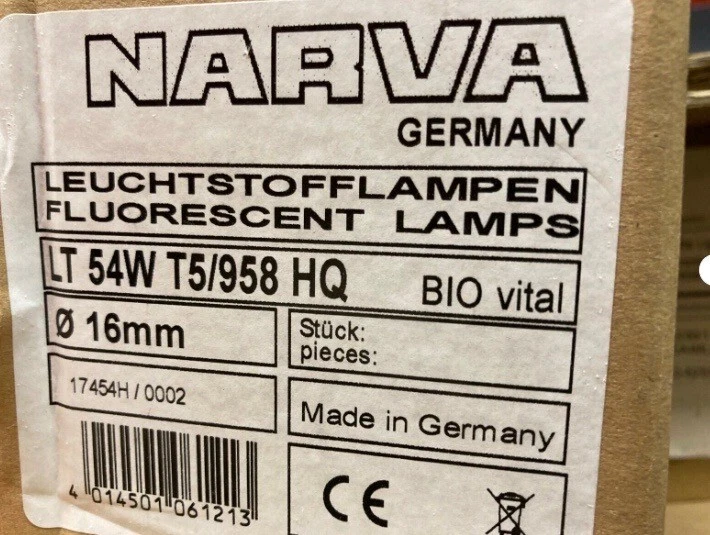 NARVA
GERMANY
LEUCHTSTOFFLAMPEN
FLUORESCENT LAMPS
LT 54W T5/958 HQ BIO vital
Ø 16mm
Stück:
pieces:
17454H / 0002
Made in Germany
4 014501 061213
CE